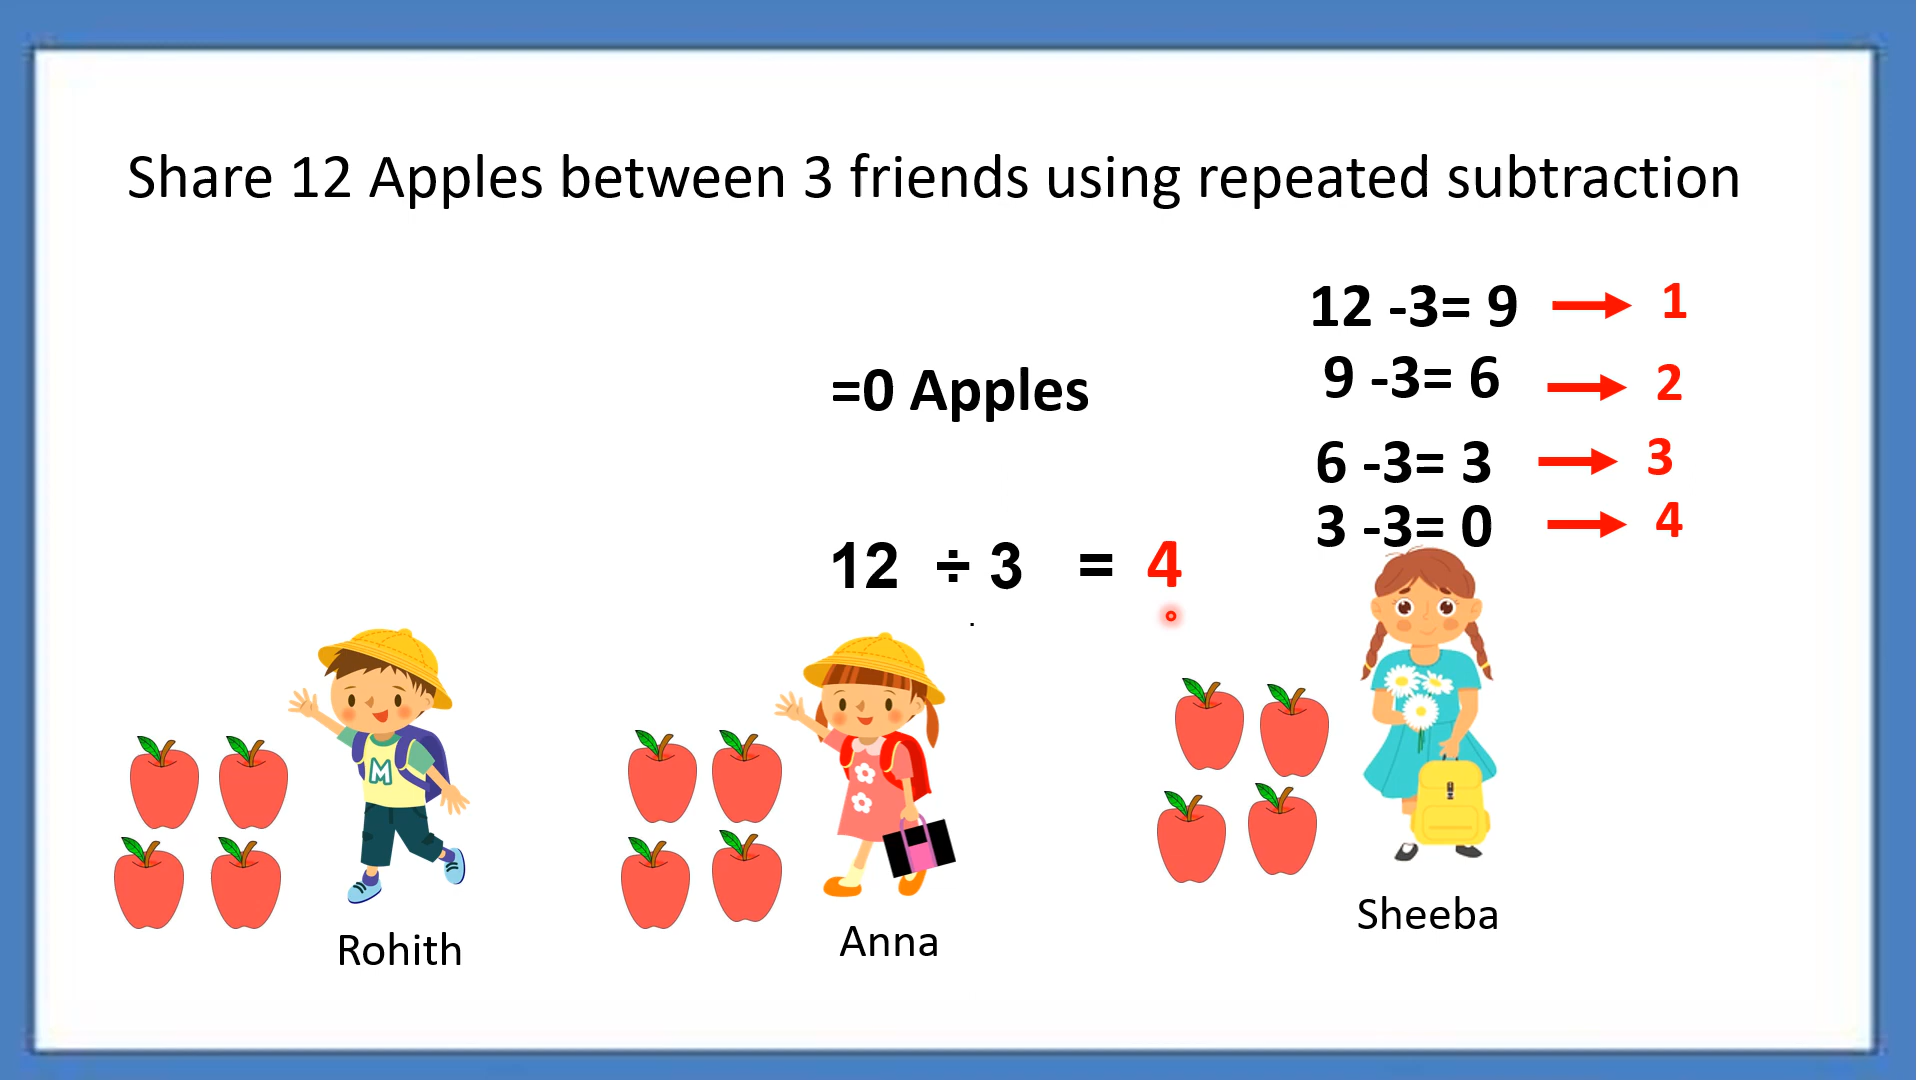 Share 12 Apples between 3 friends using repeated subtraction
12 -3= 9 → 1
9 -3= 6 → 2
=0 Apples
6 -3= 3 → 3
3 -3= 0 → 4
12 ÷ 3 = 4
M
Rohith
Anna
Sheeba